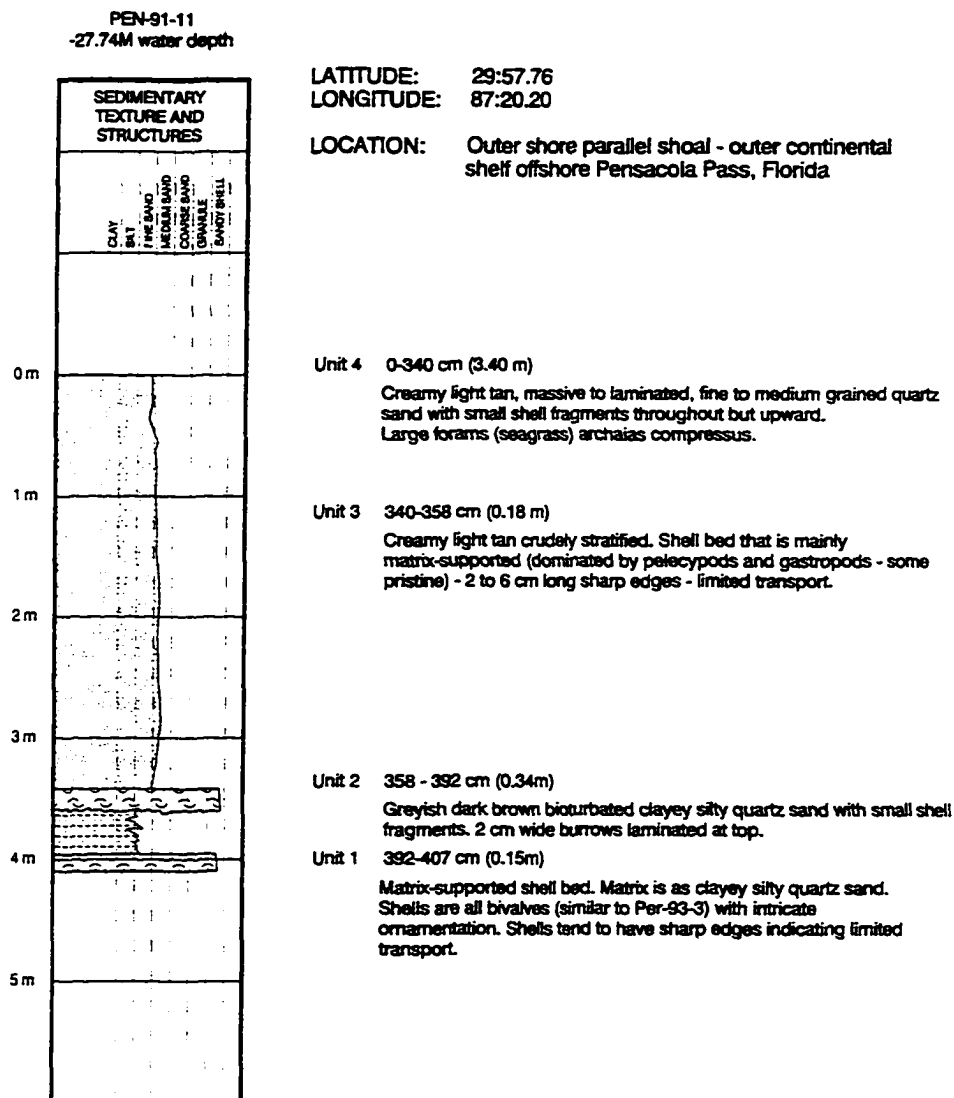 PEN-91-11
-27.74M water depth
SEDIMENTARY
TEXTURE AND
STRUCTURES
CLAY
SILT
FINE SAND
MEDIUM SAND
COARSE SAND
GRANULE
SANDY SHELL
LATITUDE: 29:57.76
LONGITUDE: 87:20.20
LOCATION: Outer shore parallel shoal - outer continental
shelf offshore Pensacola Pass, Florida
0 m
1 m
2 m
3 m
4 m
5 m
Unit 4 0-340 cm (3.40 m)
Creamy light tan, massive to laminated, fine to medium grained quartz
sand with small shell fragments throughout but upward.
Large forams (seagrass) archaias compressus.
Unit 3 340-358 cm (0.18 m)
Creamy light tan crudely stratified. Shell bed that is mainly
matrix-supported (dominated by pelecypods and gastropods - some
pristine) - 2 to 6 cm long sharp edges - limited transport.
Unit 2 358 - 392 cm (0.34m)
Greyish dark brown bioturbated clayey silty quartz sand with small shell
fragments. 2 cm wide burrows laminated at top.
Unit 1 392-407 cm (0.15m)
Matrix-supported shell bed. Matrix is as clayey silty quartz sand.
Shells are all bivalves (similar to Per-93-3) with intricate
ornamentation. Shells tend to have sharp edges indicating limited
transport.